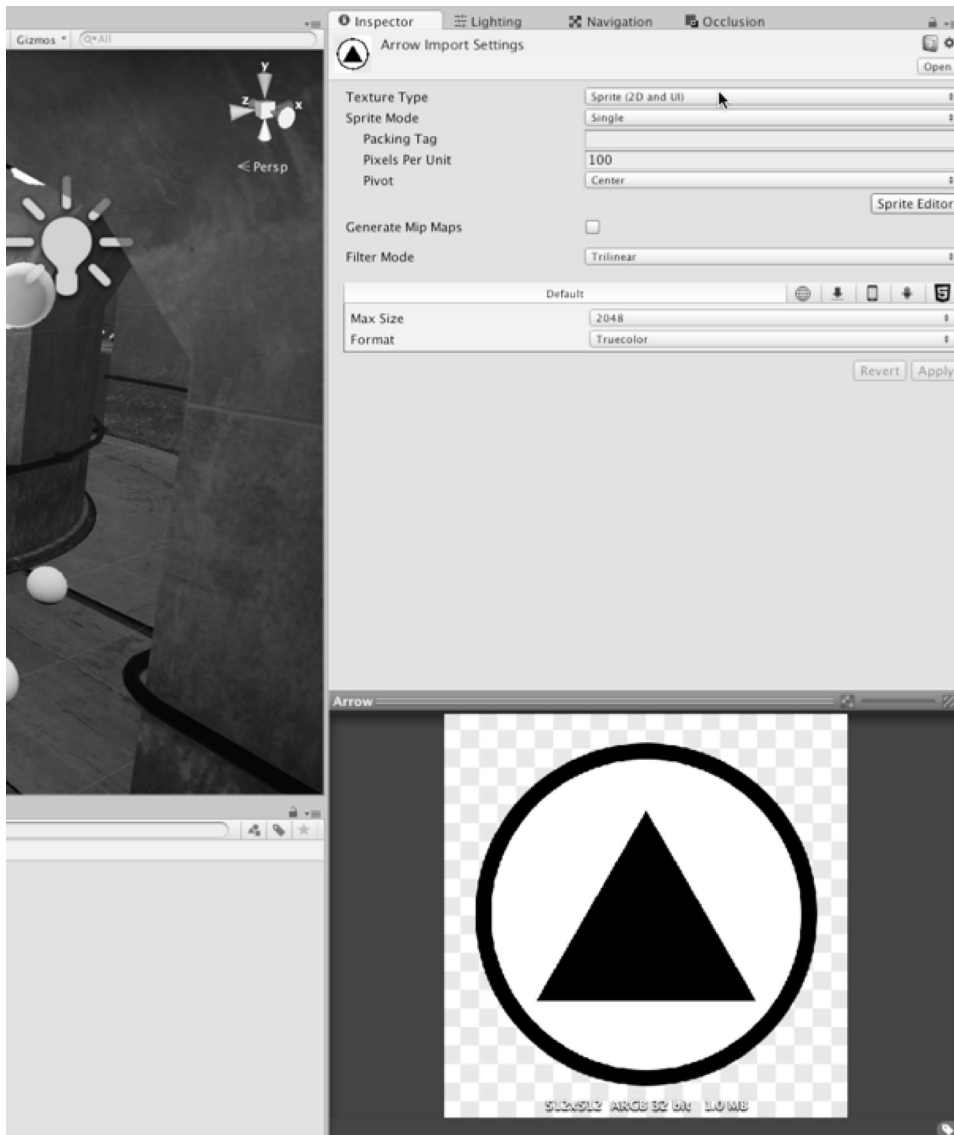 Inspector Lighting Navigation Occlusion
Gizmos All
Arrow Import Settings
Open
y
z x
Persp
Texture Type Sprite (2D and UI)
Sprite Mode Single
Packing Tag
Pixels Per Unit 100
Pivot Center
Sprite Editor
Generate Mip Maps
Filter Mode Trilinear
Default
Max Size 2048
Format Truecolor
Revert Apply
Arrow
512x512 ARGB 32 bit 1.0 MB